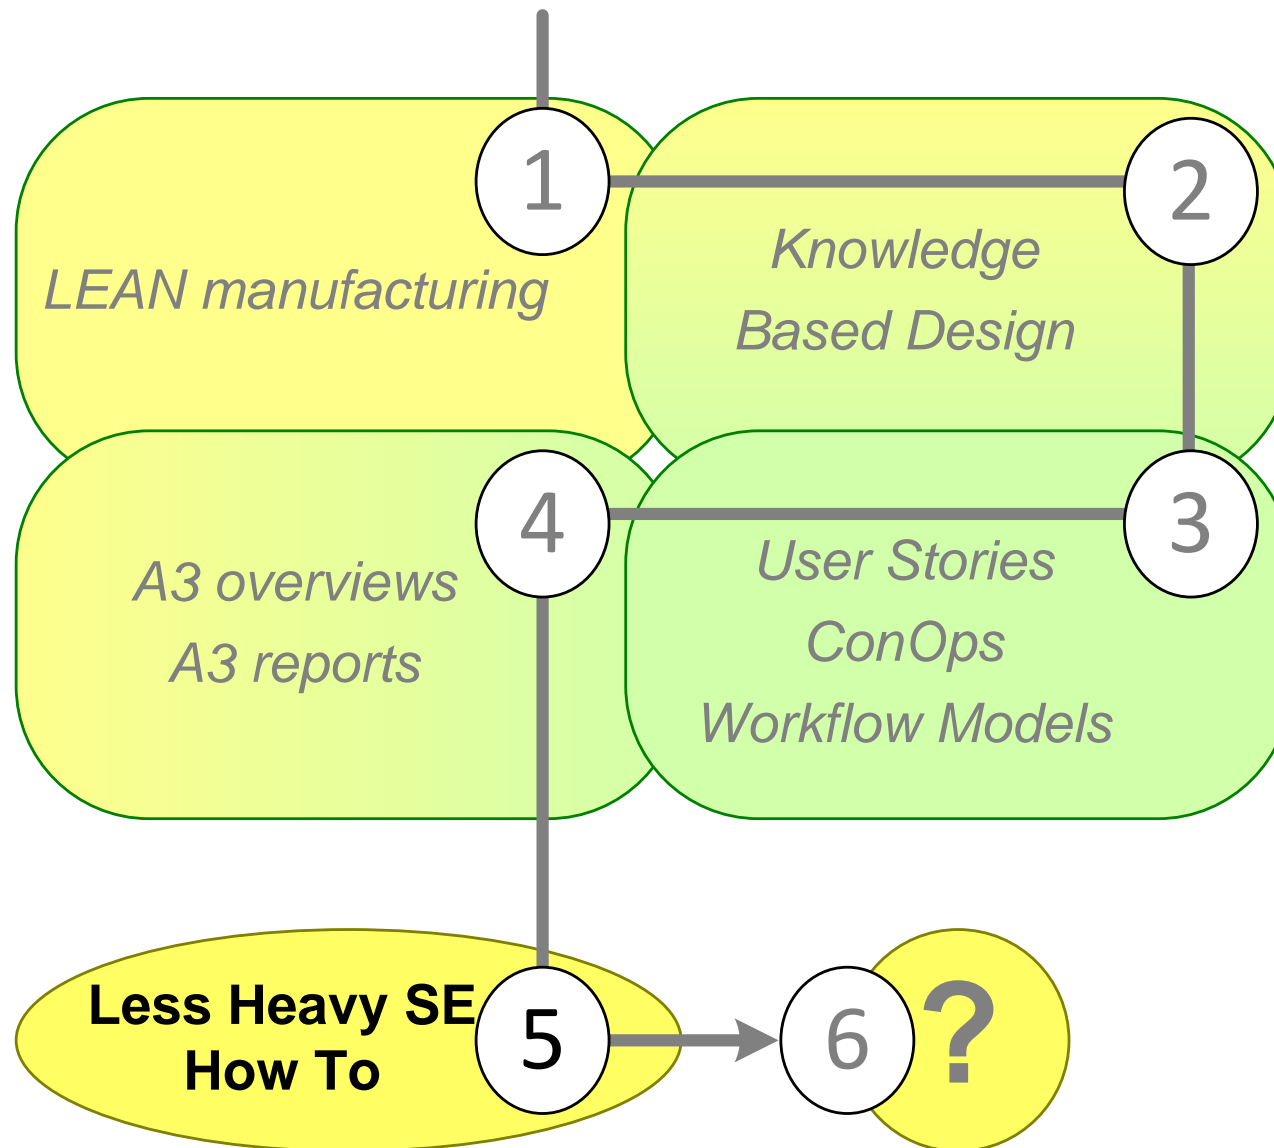 1
LEAN manufacturing
2
Knowledge
Based Design
3
User Stories
ConOps
Workflow Models
4
A3 overviews
A3 reports
Less Heavy SE
How To
5
6
?